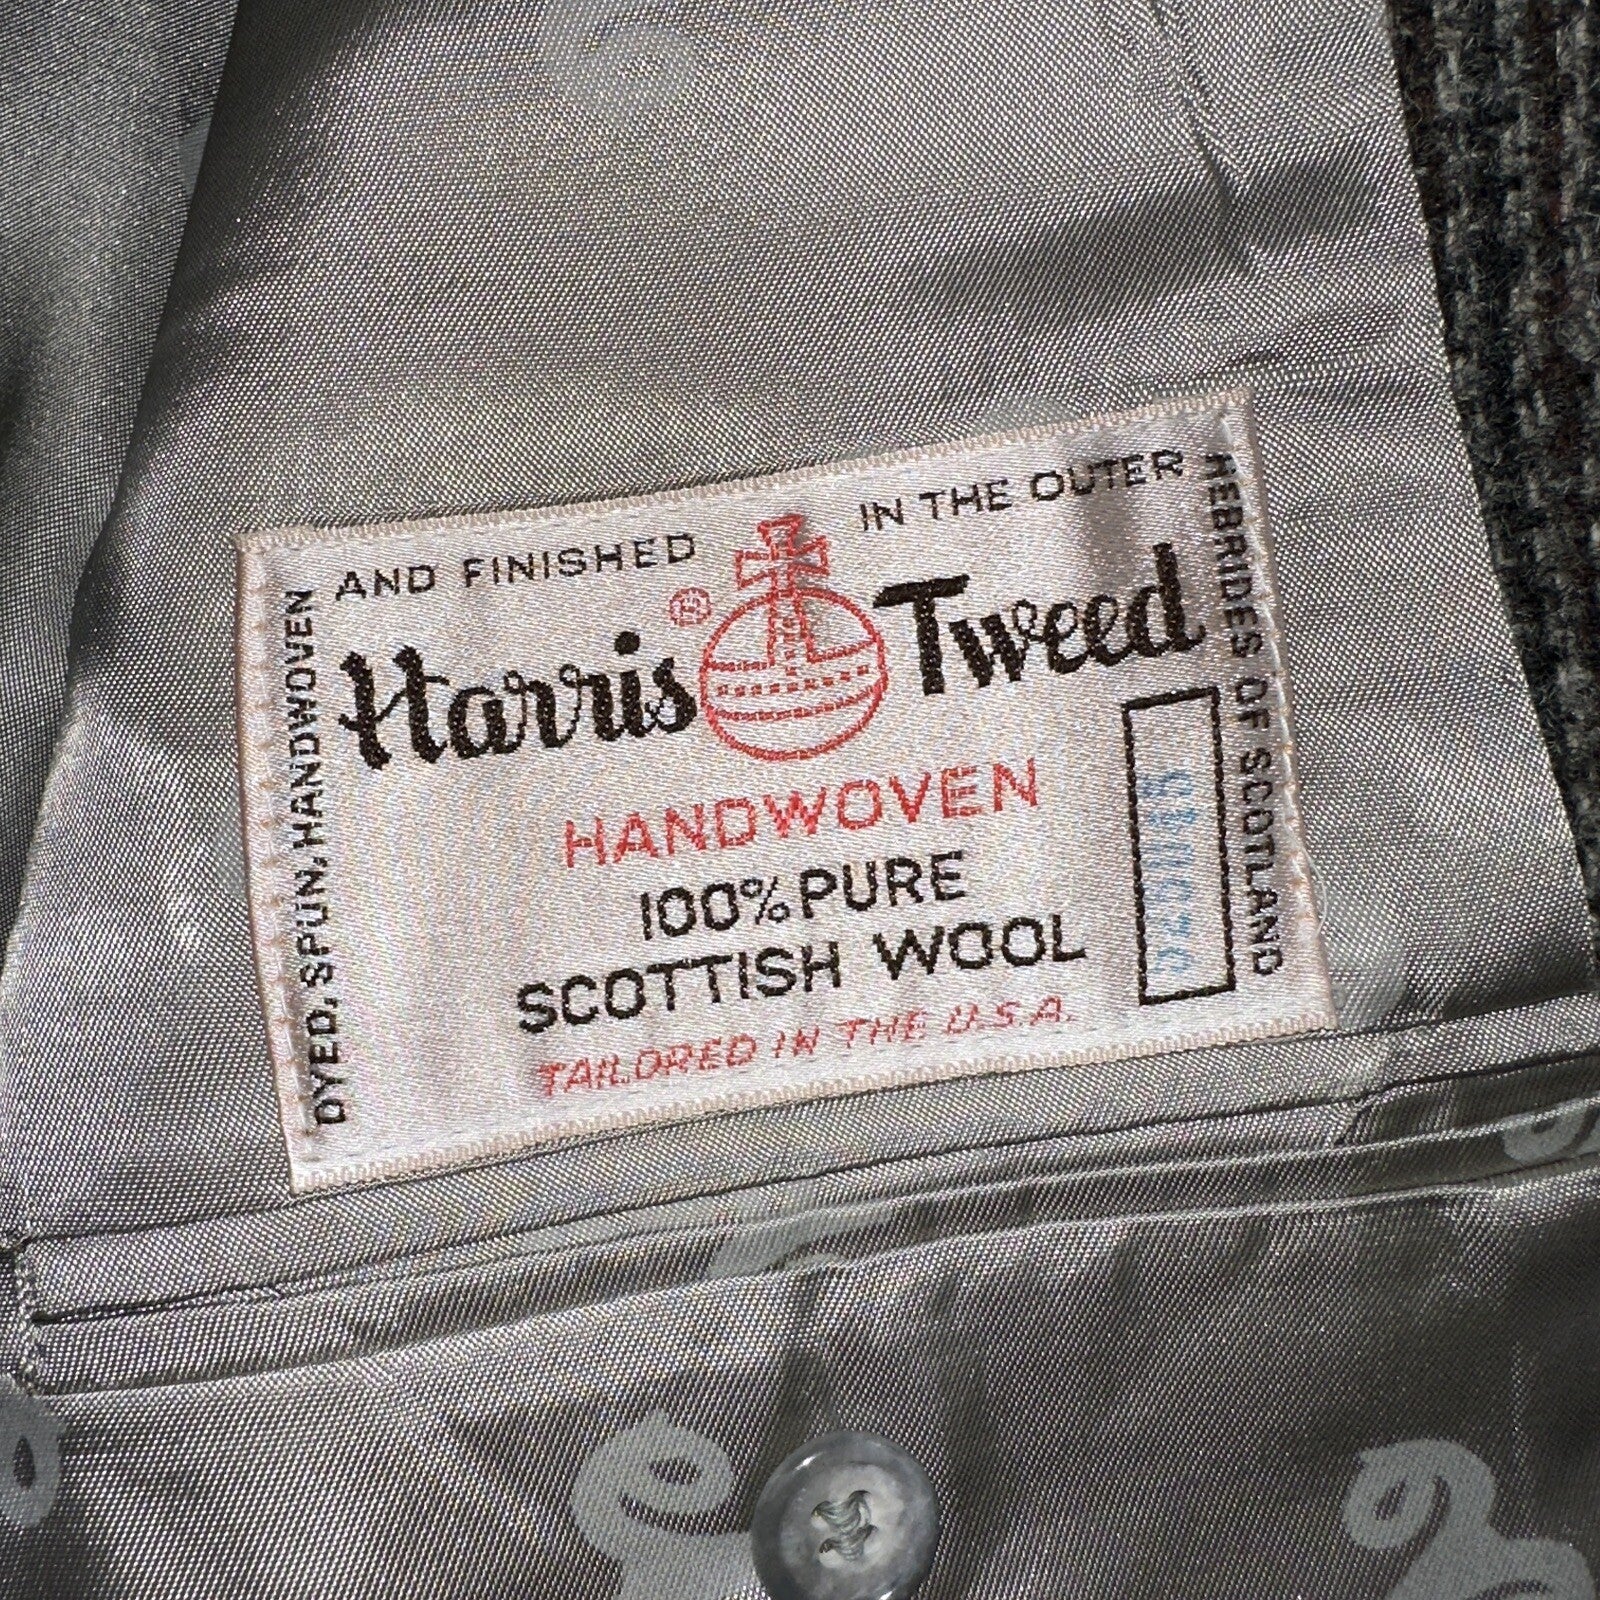 DYED, SPUN, HANDWOVEN
AND FINISHED
IN THE OUTER
HEBRIDES OF SCOTLAND
Harris ® Tweed
HANDWOVEN
100% PURE
SCOTTISH WOOL
TAILORED IN THE U.S.A.